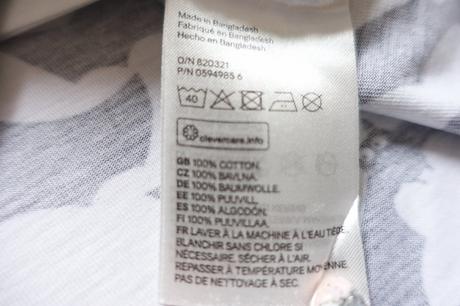 Made in Bangladesh
Fabriqué en Bangladesh
Hecho en Bangladesh
O/N 820321
P/N 0594985 6
40
clevercare.info
GB 100% COTTON.
CZ 100% BAVLNA.
DE 100% BAUMWOLLE.
EE 100% PUUVILL.
ES 100% ALGODÓN.
FI 100% PUUVILLAA.
FR LAVER À LA MACHINE À L'EAU TIÈDE.
BLANCHIR SANS CHLORE SI
NÉCESSAIRE. SÉCHER À L'AIR.
REPASSER À TEMPÉRATURE MOYENNE.
PAS DE NETTOYAGE À SEC.